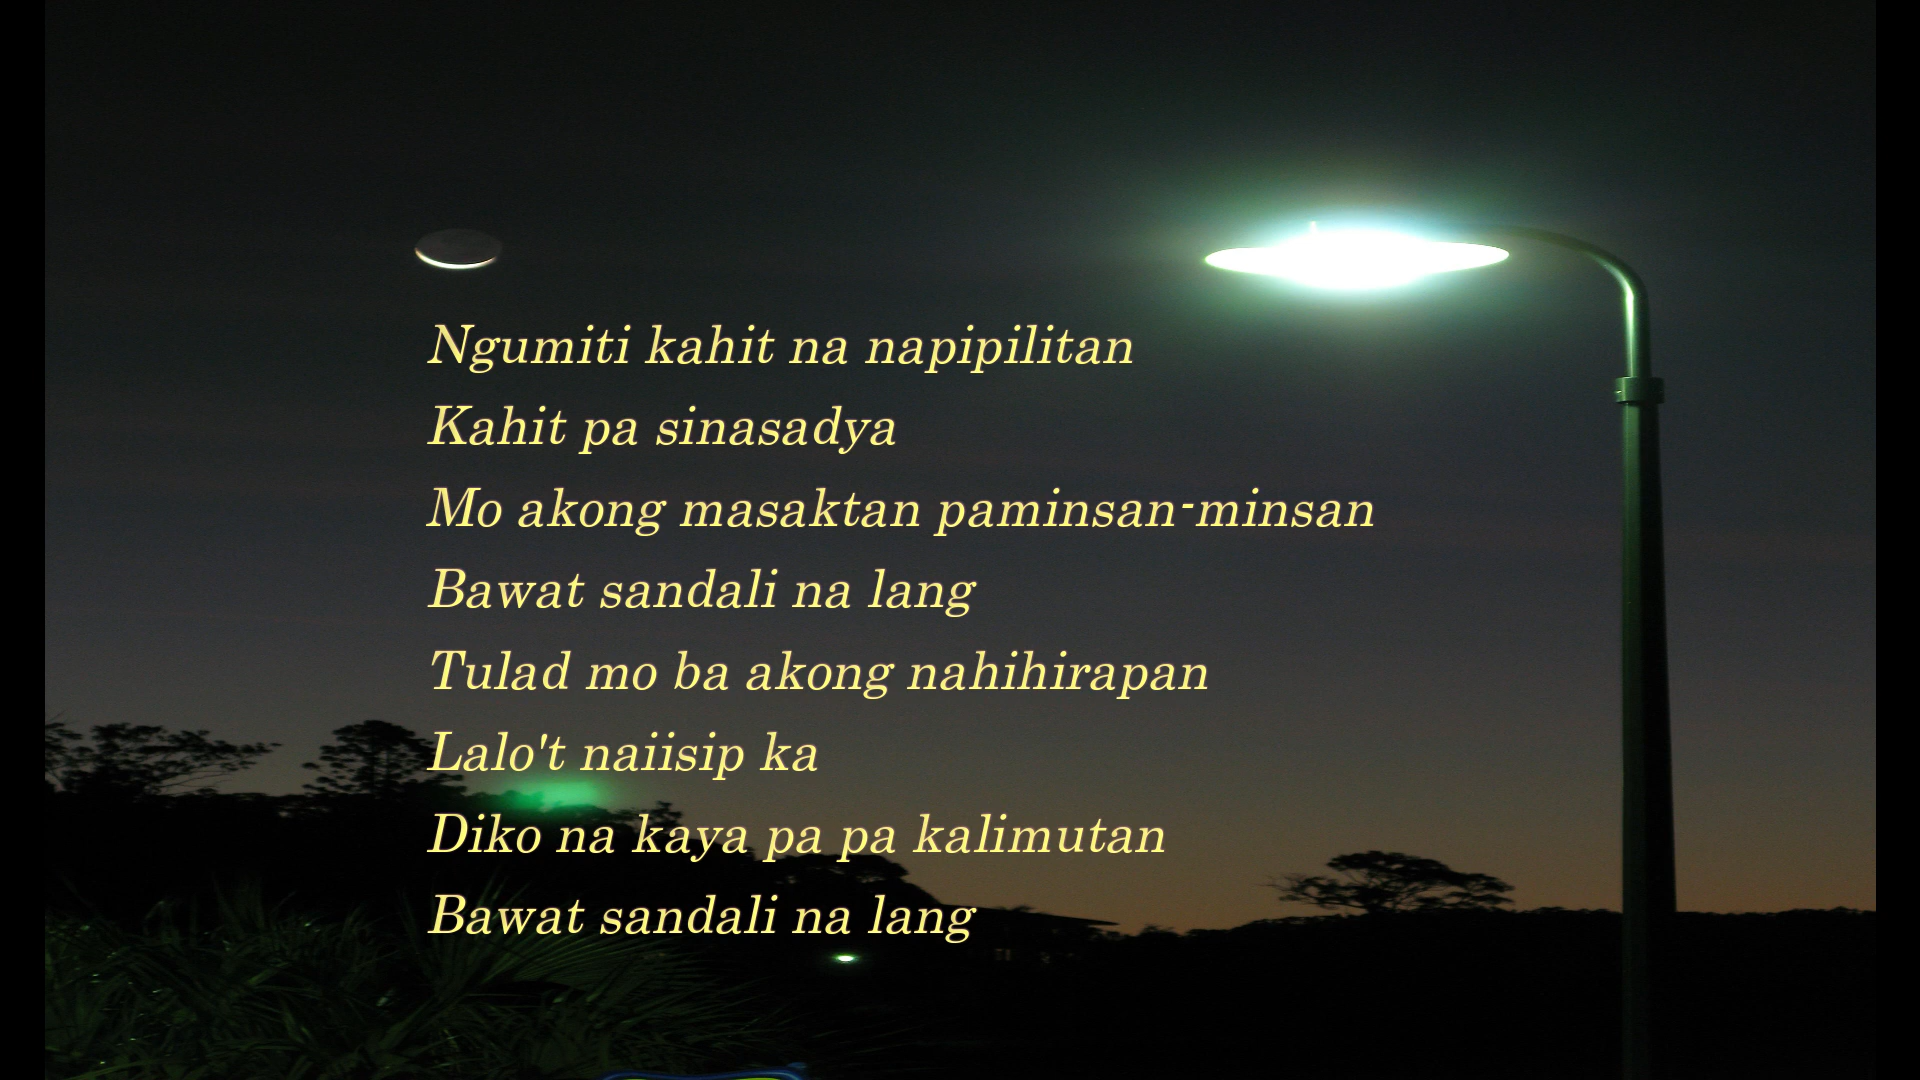 Ngumiti kahit na napipilitan
Kahit pa sinasadya
Mo akong masaktan paminsan-minsan
Bawat sandali na lang
Tulad mo ba akong nahihirapan
Lalo't naiisip ka
Diko na kaya pa pa kalimutan
Bawat sandali na lang